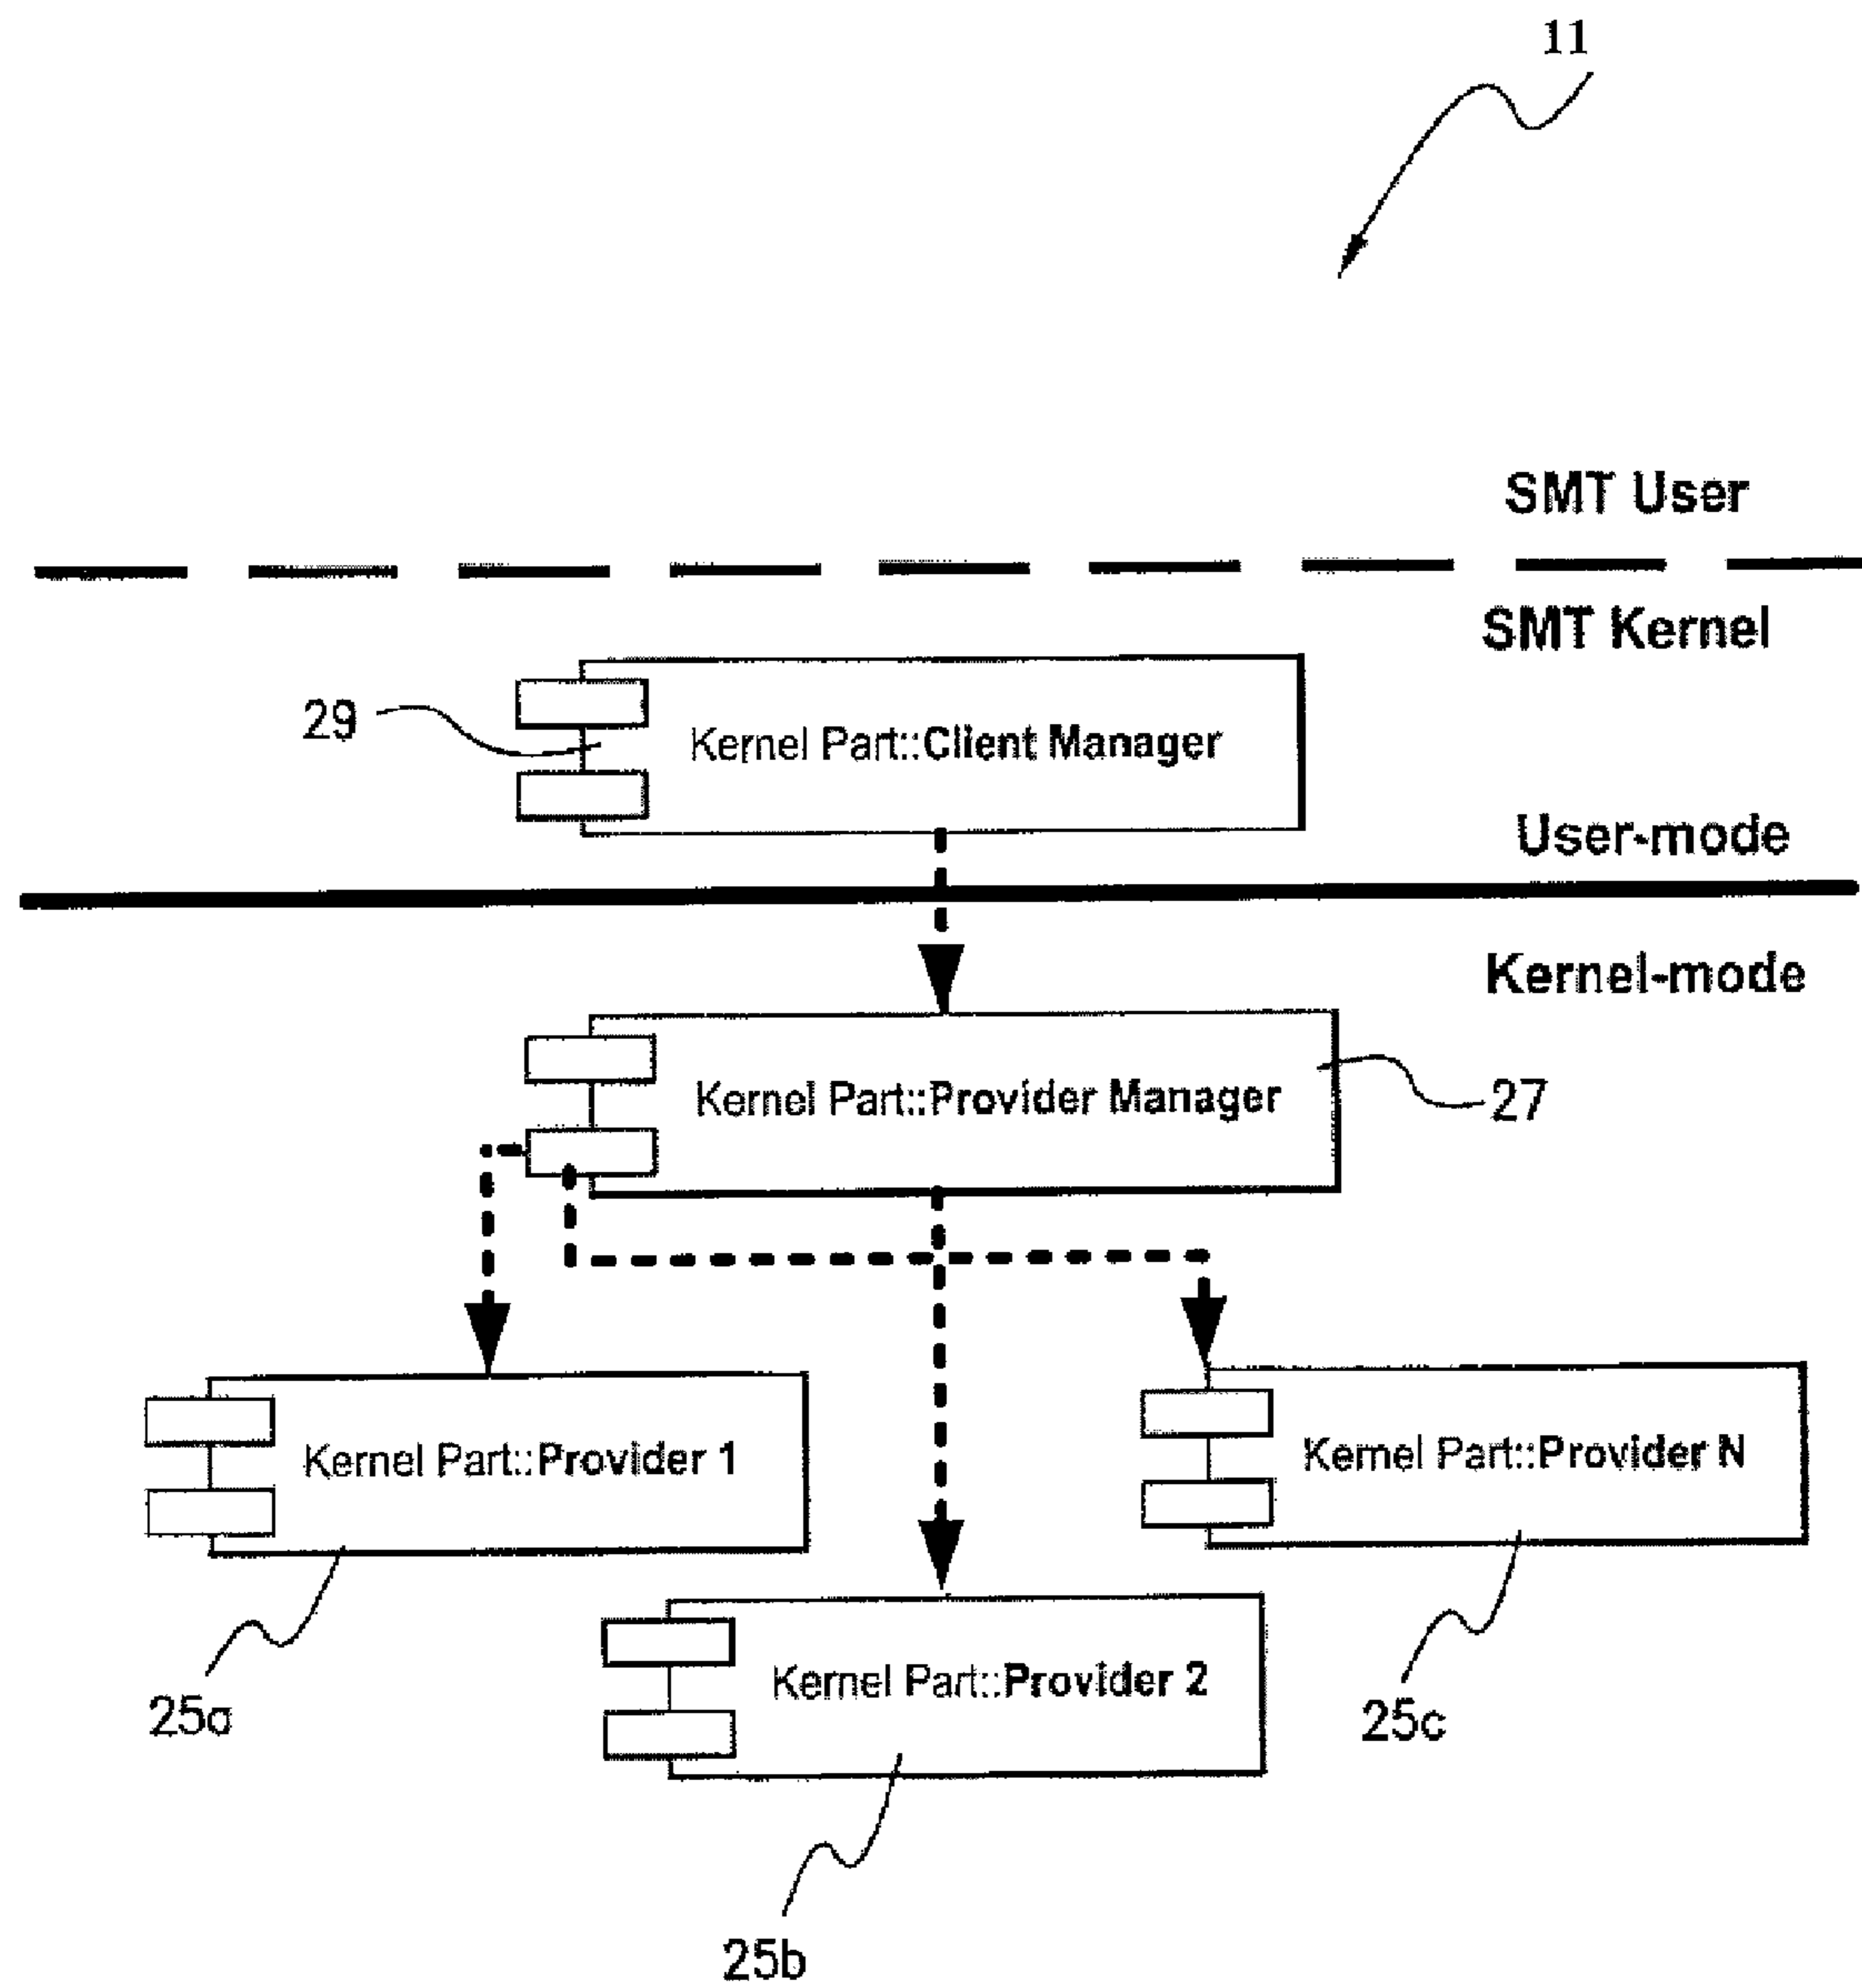 11
SMT User
SMT Kernel
29
Kernel Part::Client Manager
User-mode
Kernel-mode
Kernel Part::Provider Manager
27
Kernel Part::Provider 1
Kernel Part::Provider N
25a
Kernel Part::Provider 2
25c
25b